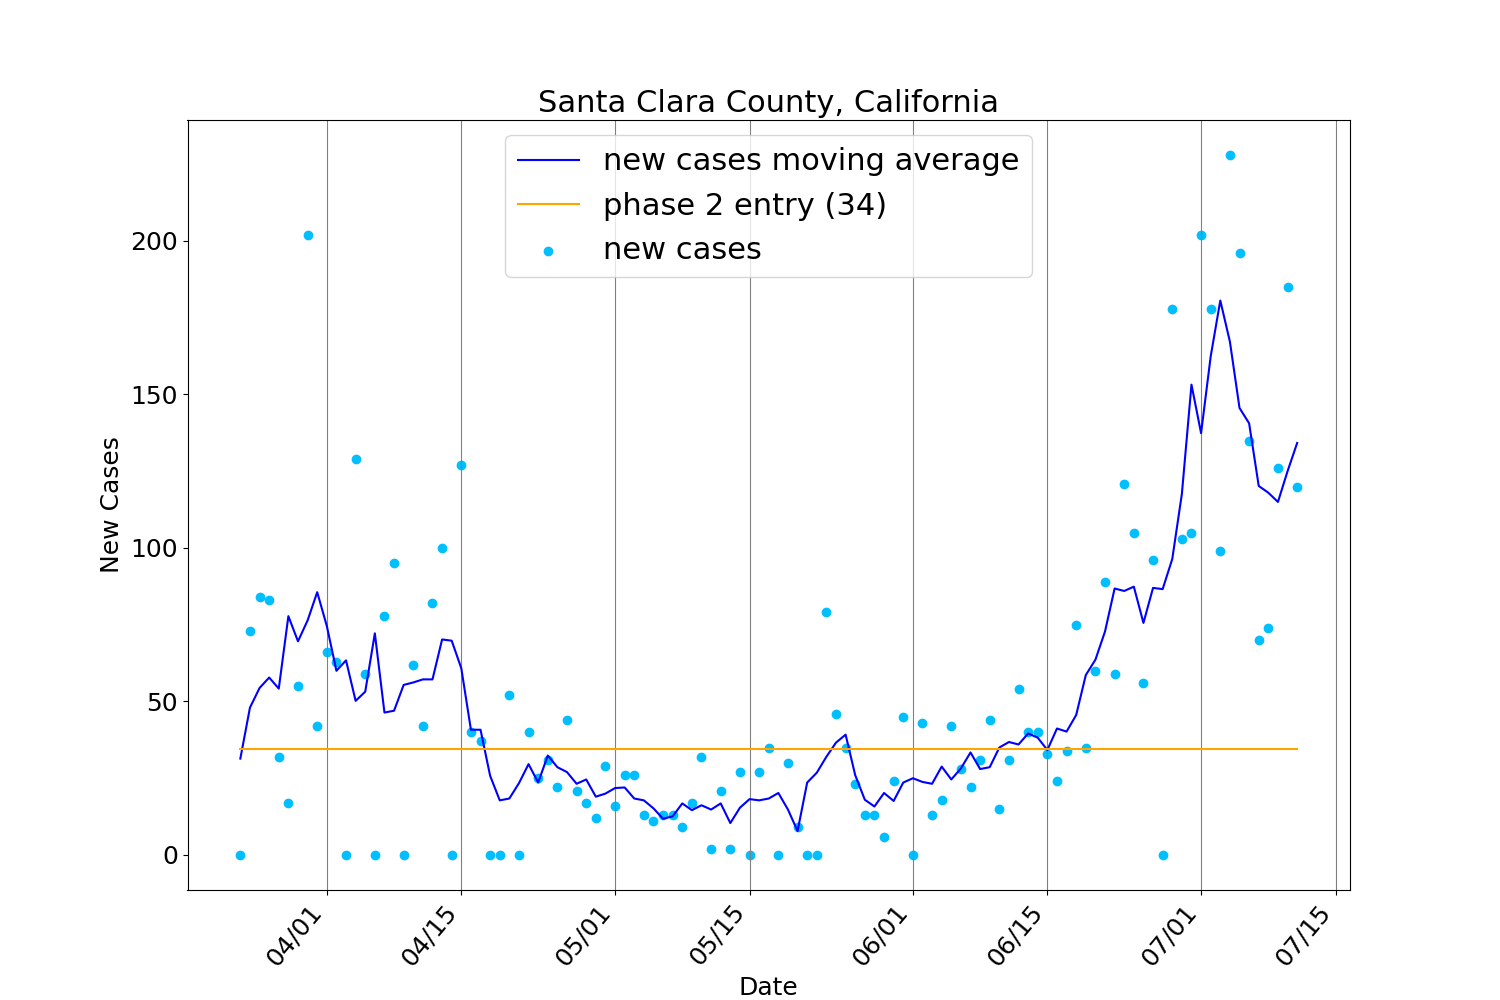 Santa Clara County, California
new cases moving average
phase 2 entry (34)
new cases
New Cases
200
150
100
50
0
04/01
04/15
05/01
05/15
06/01
06/15
07/01
07/15
Date